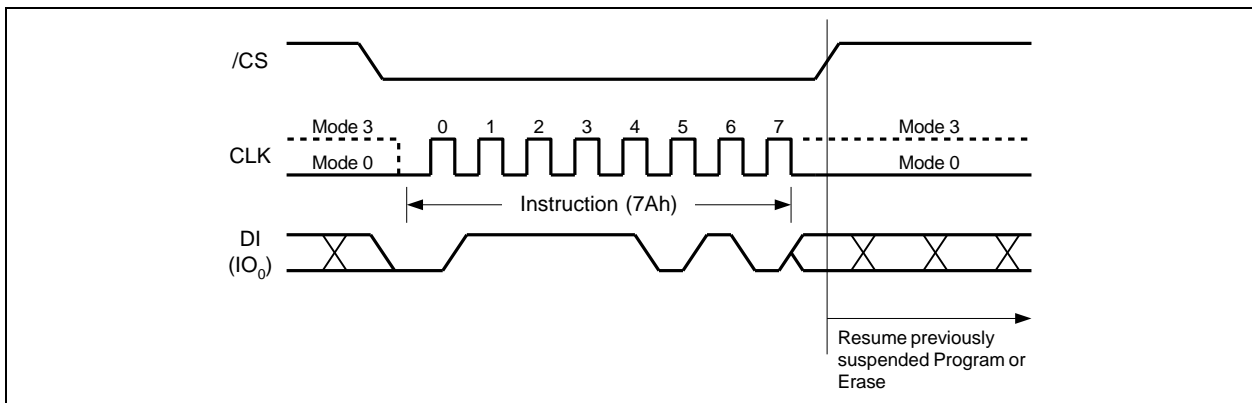 /CS
Mode 3 0 1 2 3 4 5 6 7 Mode 3
CLK
Mode 0 Mode 0
Instruction (7Ah)
DI
(IO₀)
Resume previously
suspended Program or
Erase